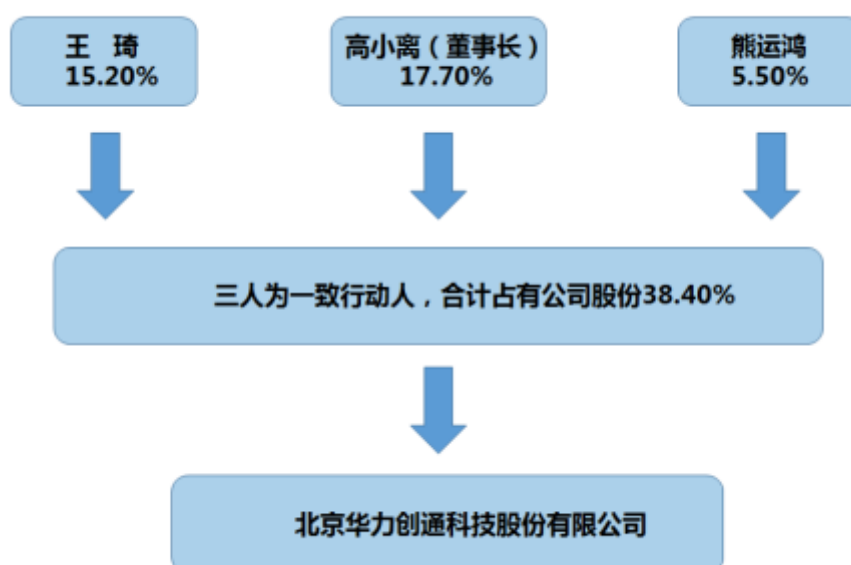 王 琦
15.20%
高小离（董事长）
17.70%
熊运鸿
5.50%
三人为一致行动人，合计占有公司股份38.40%
北京华力创通科技股份有限公司